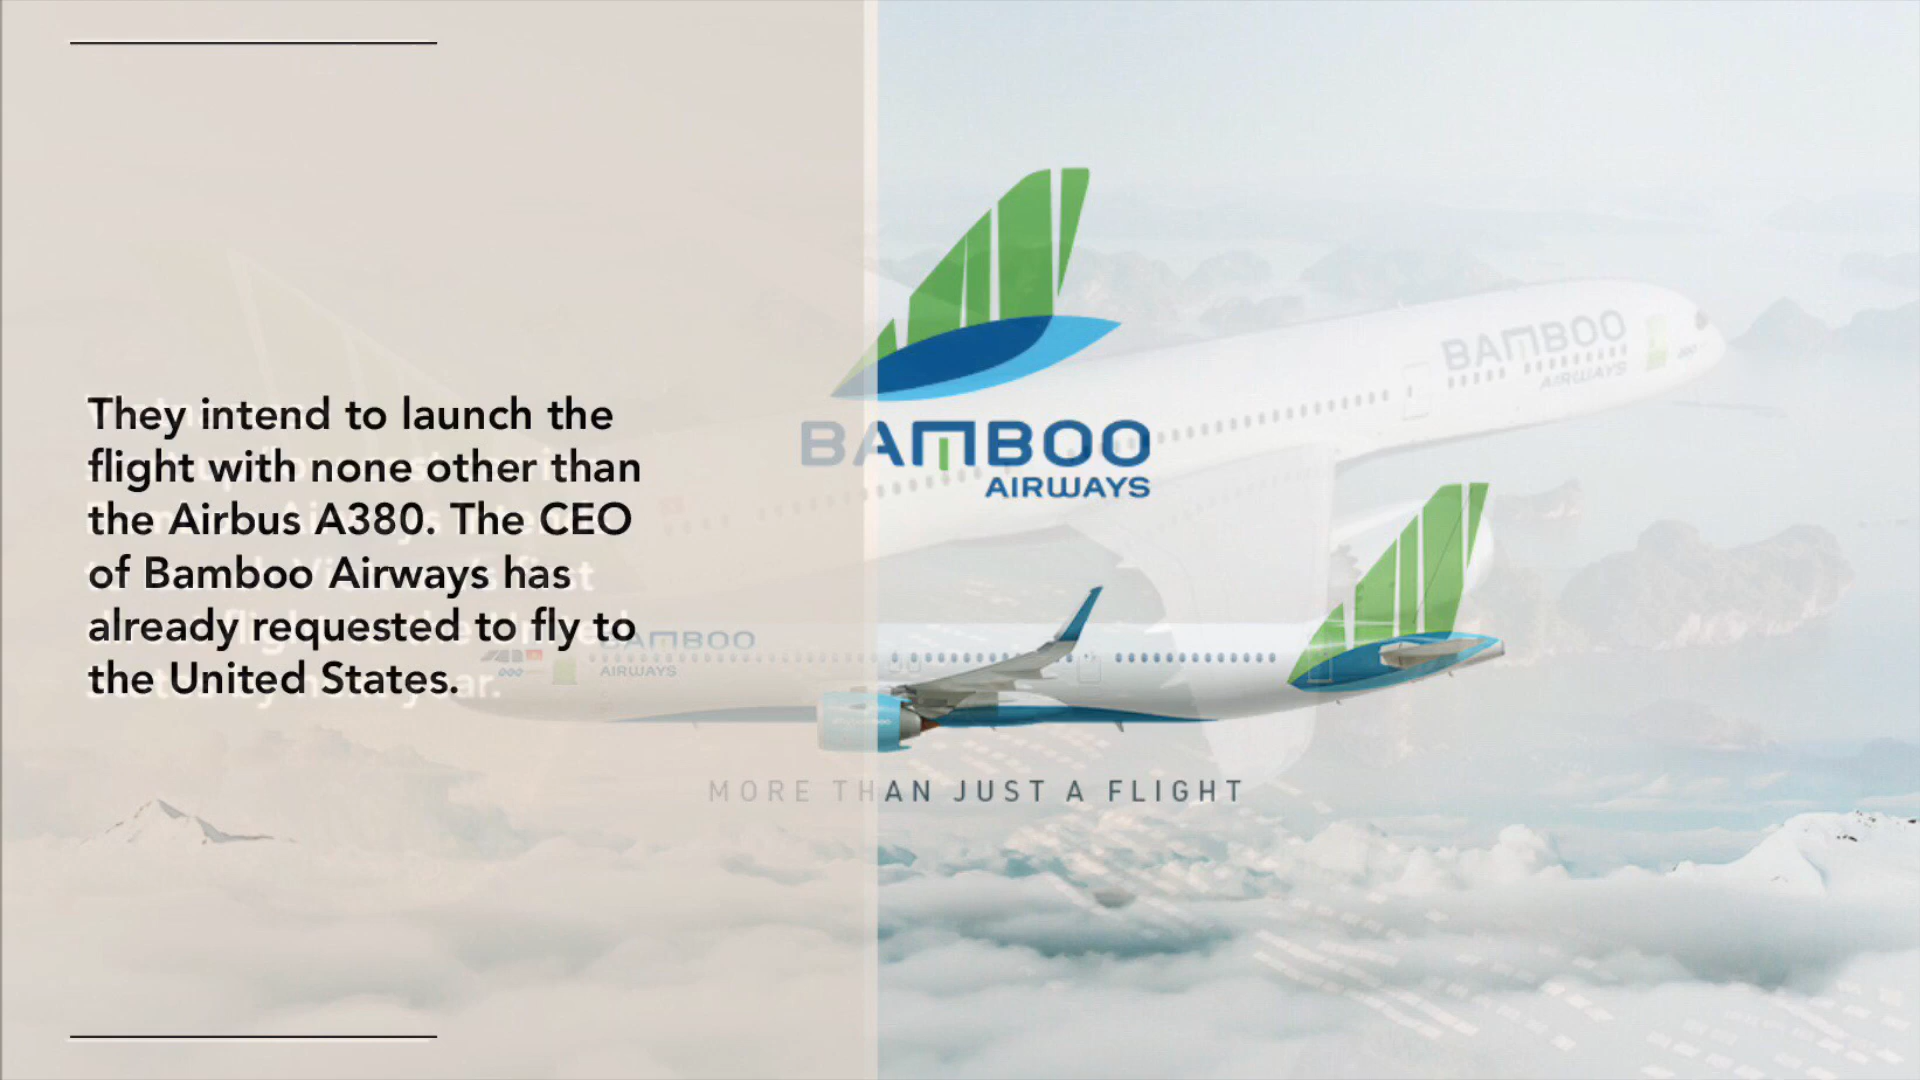 They intend to launch the
flight with none other than
the Airbus A380. The CEO
of Bamboo Airways has
already requested to fly to
the United States.
BAMBOO
AIRWAYS
BAMBOO
AIRWAYS
BAMBOO
AIRWAYS
MORE THAN JUST A FLIGHT